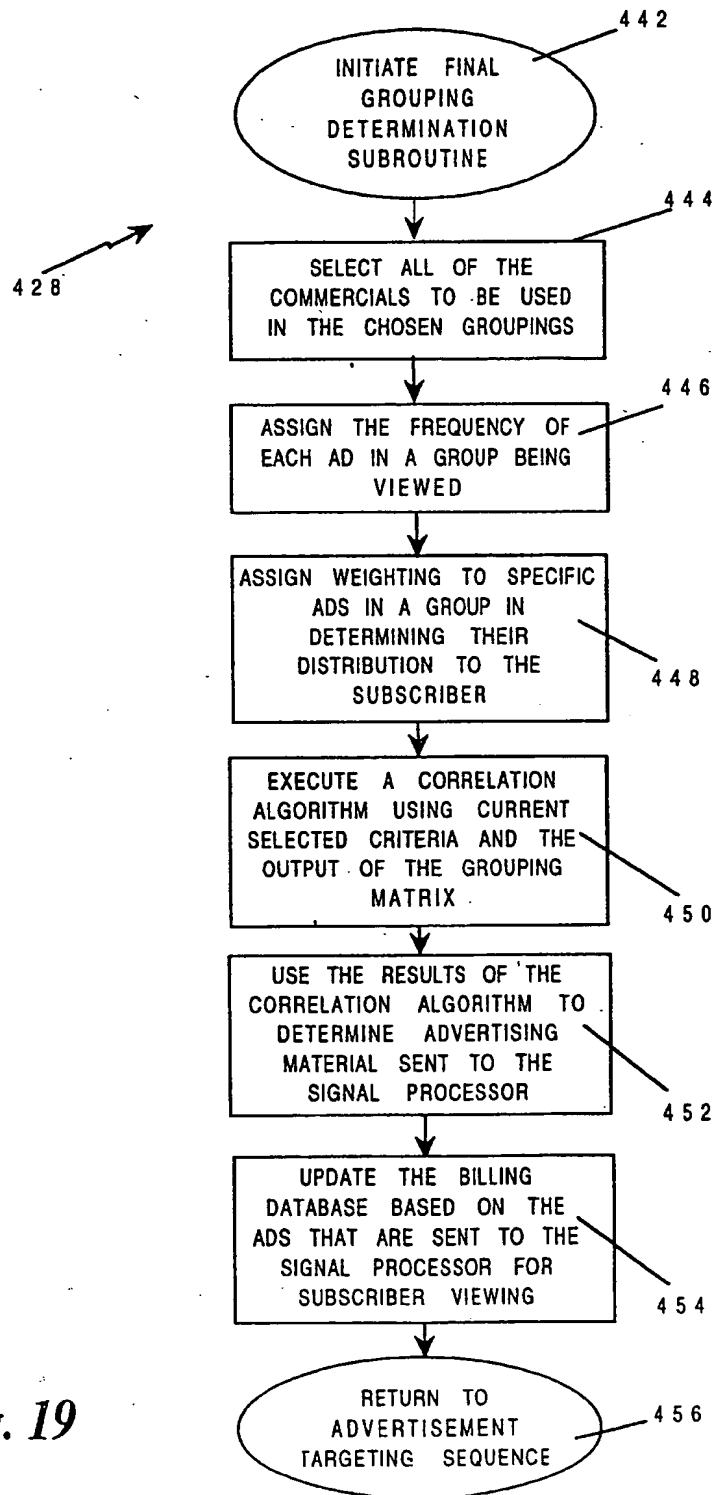 442
INITIATE FINAL
GROUPING
DETERMINATION
SUBROUTINE
444
428
SELECT ALL OF THE
COMMERCIALS TO BE USED
IN THE CHOSEN GROUPINGS
446
ASSIGN THE FREQUENCY OF
EACH AD IN A GROUP BEING
VIEWED
ASSIGN WEIGHTING TO SPECIFIC
ADS IN A GROUP IN
DETERMINING THEIR
DISTRIBUTION TO THE
SUBSCRIBER
448
EXECUTE A CORRELATION
ALGORITHM USING CURRENT
SELECTED CRITERIA AND THE
OUTPUT OF THE GROUPING
MATRIX
450
USE THE RESULTS OF THE
CORRELATION ALGORITHM TO
DETERMINE ADVERTISING
MATERIAL SENT TO THE
SIGNAL PROCESSOR
452
UPDATE THE BILLING
DATABASE BASED ON THE
ADS THAT ARE SENT TO THE
SIGNAL PROCESSOR FOR
SUBSCRIBER VIEWING
454
RETURN TO
ADVERTISEMENT
TARGETING SEQUENCE
456
. 19